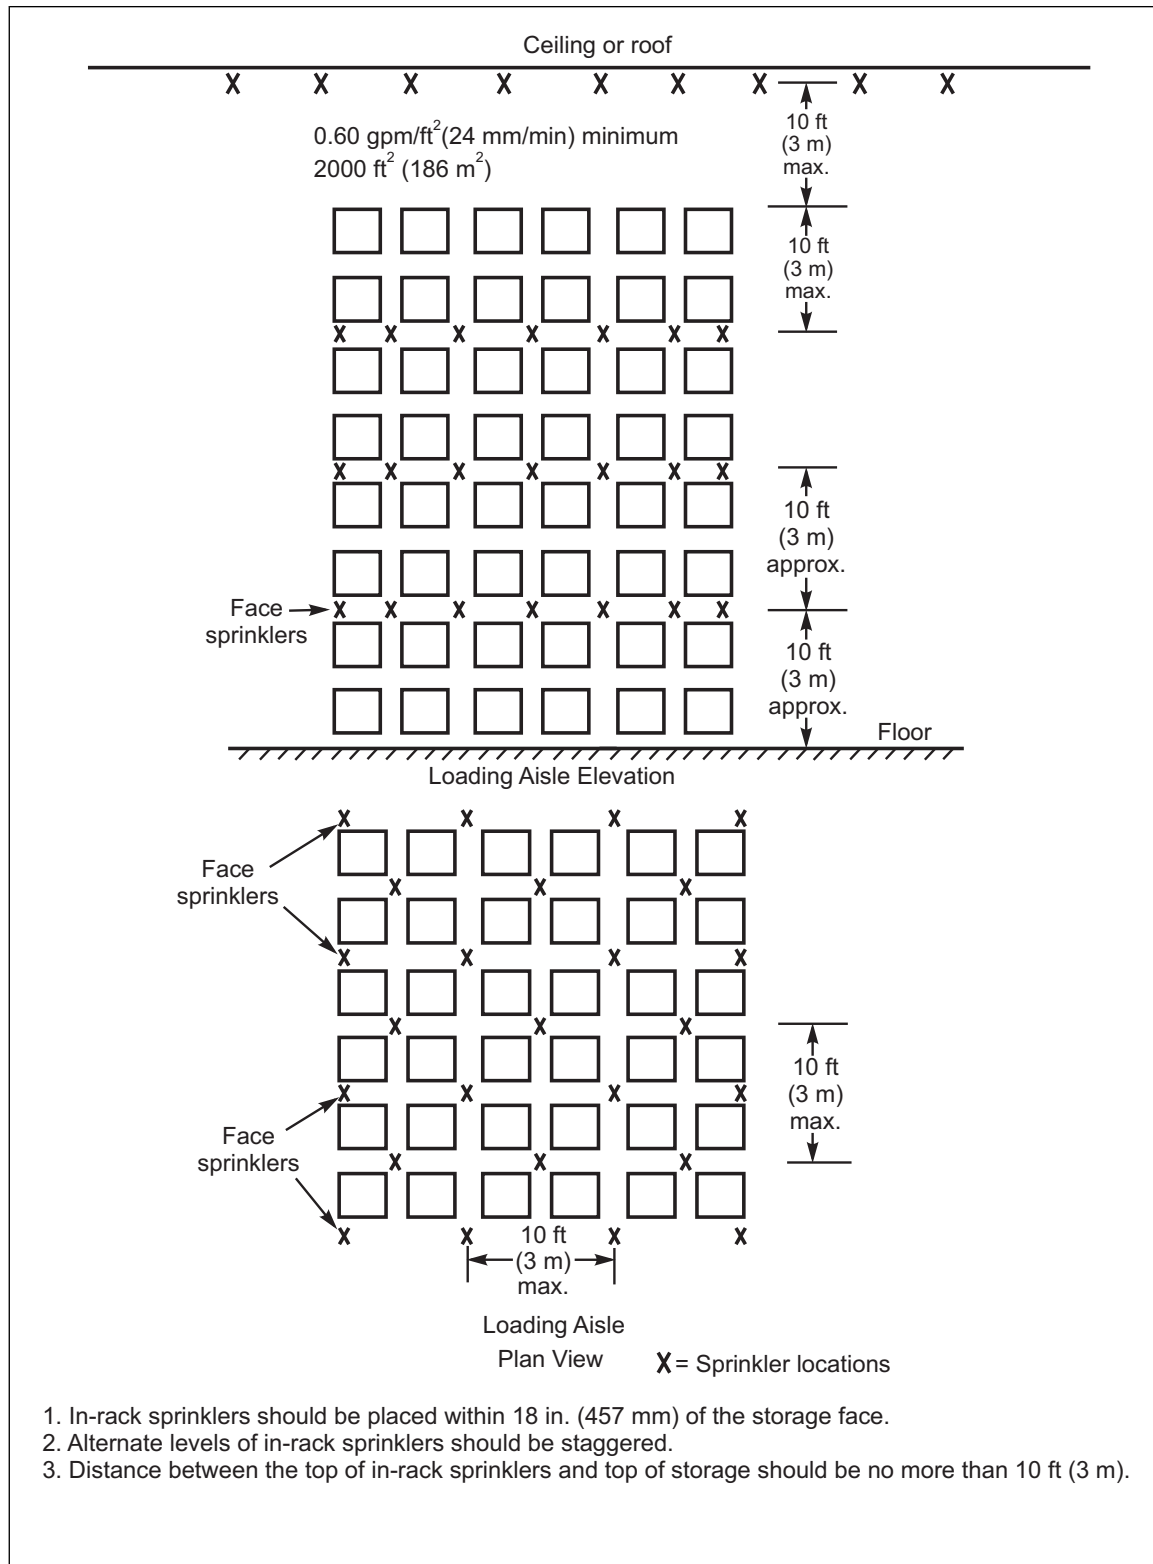 Ceiling or roof
0.60 gpm/ft²(24 mm/min) minimum
2000 ft² (186 m²)
10 ft
(3 m)
max.
10 ft
(3 m)
max.
10 ft
(3 m)
approx.
Face
sprinklers
10 ft
(3 m)
approx.
Floor
Loading Aisle Elevation
Face
sprinklers
10 ft
(3 m)
max.
Face
sprinklers
10 ft
(3 m)
max.
Loading Aisle
Plan View
X = Sprinkler locations
1. In-rack sprinklers should be placed within 18 in. (457 mm) of the storage face.
2. Alternate levels of in-rack sprinklers should be staggered.
3. Distance between the top of in-rack sprinklers and top of storage should be no more than 10 ft (3 m).